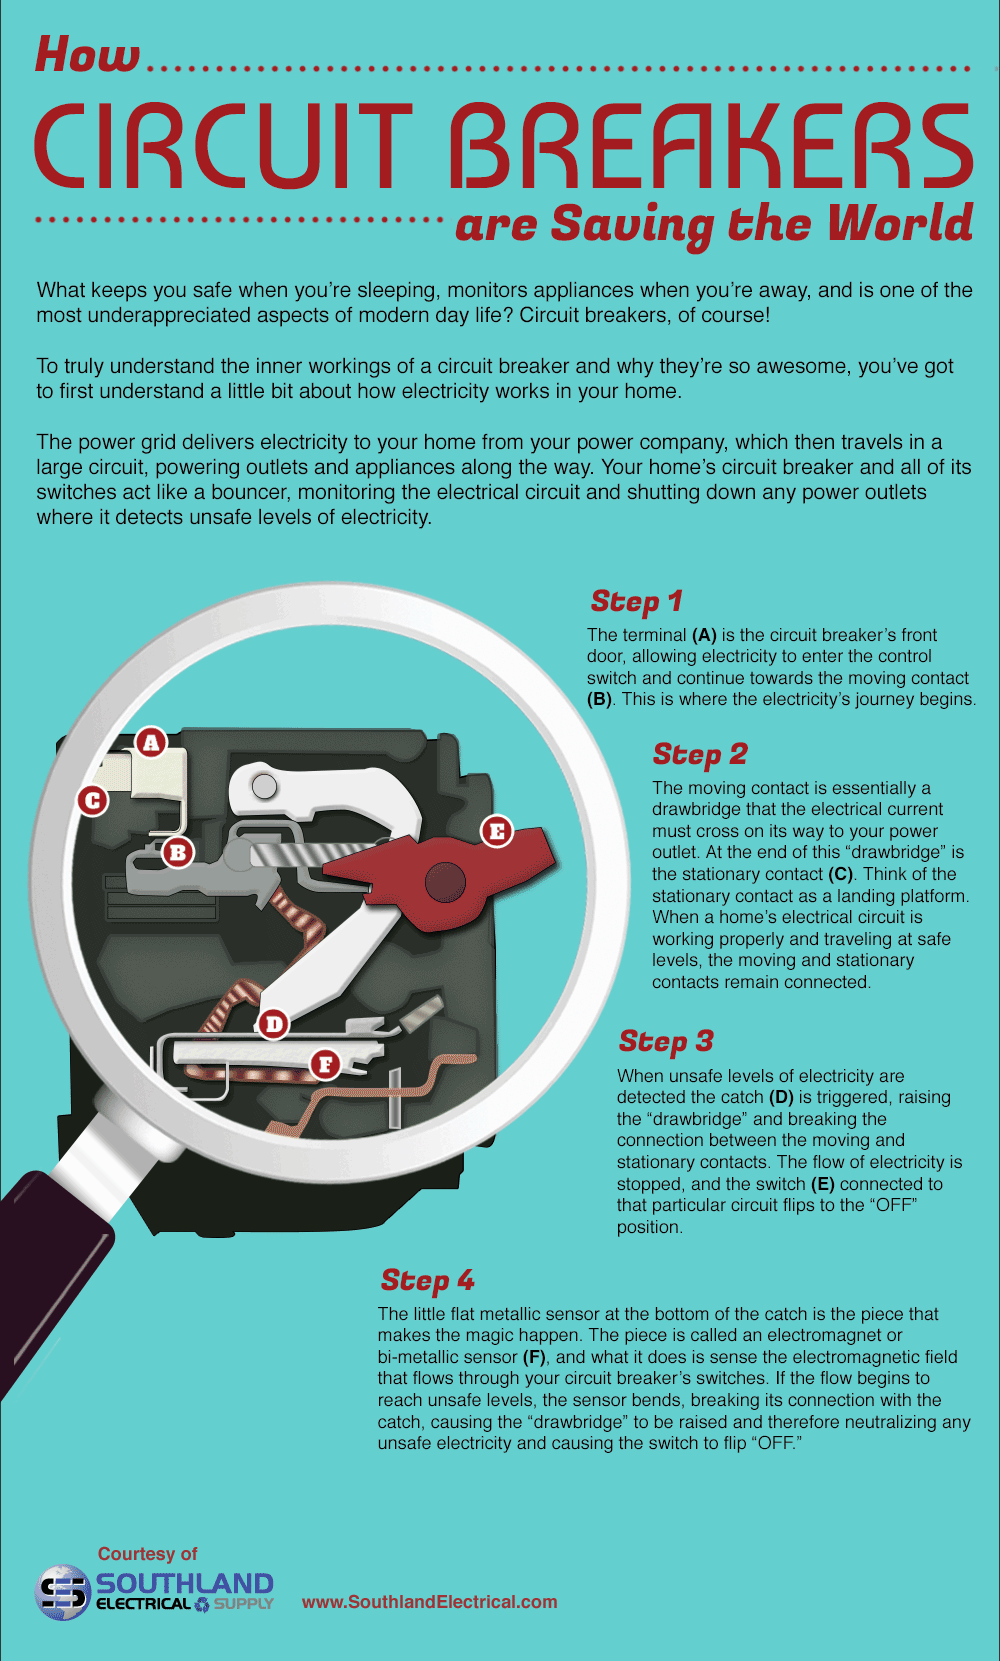 How
CIRCUIT BREAKERS
are Saving the World
What keeps you safe when you’re sleeping, monitors appliances when you’re away, and is one of the
most underappreciated aspects of modern day life? Circuit breakers, of course!
To truly understand the inner workings of a circuit breaker and why they’re so awesome, you’ve got
to first understand a little bit about how electricity works in your home.
The power grid delivers electricity to your home from your power company, which then travels in a
large circuit, powering outlets and appliances along the way. Your home’s circuit breaker and all of its
switches act like a bouncer, monitoring the electrical circuit and shutting down any power outlets
where it detects unsafe levels of electricity.
A
C
B
E
D
F
Step 1
The terminal (A) is the circuit breaker’s front
door, allowing electricity to enter the control
switch and continue towards the moving contact
(B). This is where the electricity’s journey begins.
Step 2
The moving contact is essentially a
drawbridge that the electrical current
must cross on its way to your power
outlet. At the end of this “drawbridge” is
the stationary contact (C). Think of the
stationary contact as a landing platform.
When a home’s electrical circuit is
working properly and traveling at safe
levels, the moving and stationary
contacts remain connected.
Step 3
When unsafe levels of electricity are
detected the catch (D) is triggered, raising
the “drawbridge” and breaking the
connection between the moving and
stationary contacts. The flow of electricity is
stopped, and the switch (E) connected to
that particular circuit flips to the “OFF”
position.
Step 4
The little flat metallic sensor at the bottom of the catch is the piece that
makes the magic happen. The piece is called an electromagnet or
bi-metallic sensor (F), and what it does is sense the electromagnetic field
that flows through your circuit breaker’s switches. If the flow begins to
reach unsafe levels, the sensor bends, breaking its connection with the
catch, causing the “drawbridge” to be raised and therefore neutralizing any
unsafe electricity and causing the switch to flip “OFF.”
Courtesy of
SES
SOUTHLAND
ELECTRICAL SUPPLY
www.SouthlandElectrical.com